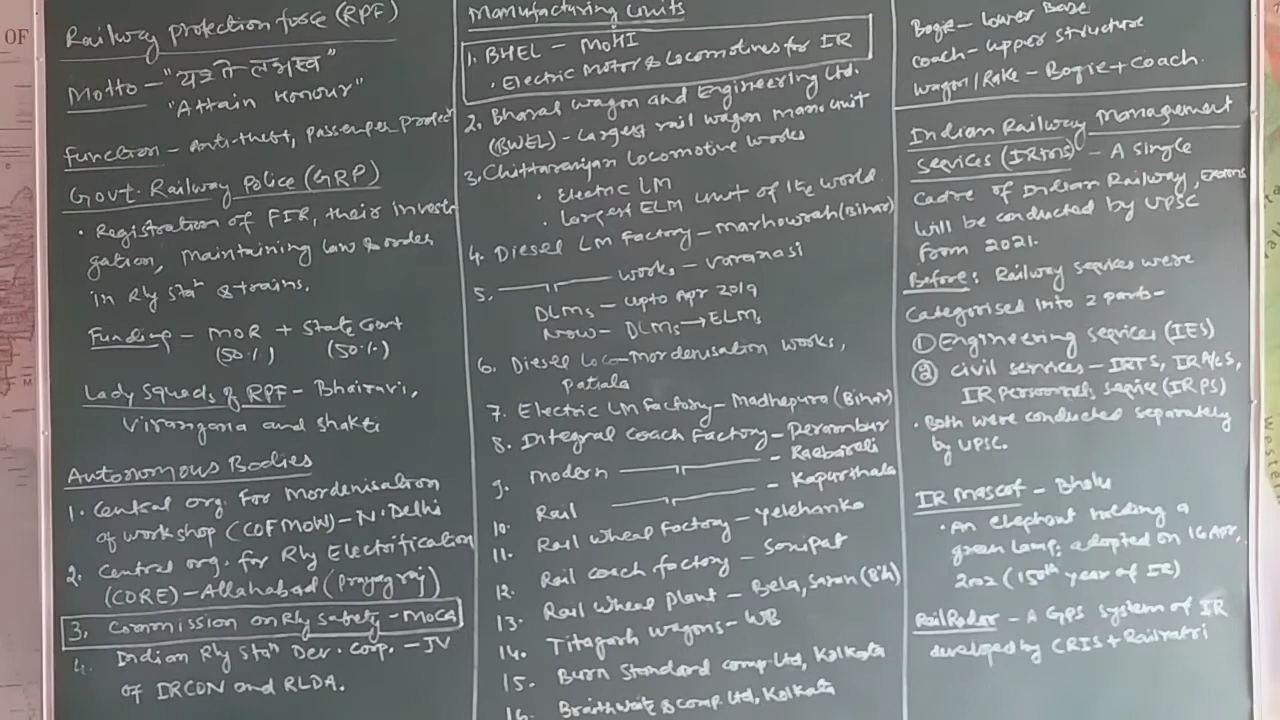 OF
Railway protection force (RPF)
Motto - "यशो लभस्व"
"Attain Honour"
Function - Anti-theft, passenger protect
Govt. Railway Police (GRP)
· Registration of FIR, their investi
gation, maintaining law & order
in Rly Staⁿ & trains.
Funding - MOR + State Govt
(50%) (50%)
Lady Squads of RPF - Bhairavi,
Virangana and Shakti
Autonomous Bodies
1. Central org. For Mordenisation
of workshop (COFMOW) - N. Delhi
2. Central org. for Rly Electrification
(CORE) - Allahabad (prayagraj)
3. Commission on Rly Safety - MOCA
4. Indian Rly Staⁿ Dev. Corp. - JV
of IRCON and RLDA.
Manufacturing Units
1. BHEL - MOHI
· Electric Motor & Locomotives for IR
2. Bharat wagon and Engineering Ltd.
(BWEL) - Largest rail wagon manu. unit
3. Chittaranjan Locomotive works
· Electric LM
· Largest ELM unit of the world
4. Diesel LM Factory - Marhowrah (Bihar)
5. —"— works - Varanasi
DLMs - upto Apr 2019
Now - DLMs → ELMs
6. Diesel Loco-Mordenisation works,
Patiala
7. Electric LM Factory - Madhepura (Bihar)
8. Integral Coach Factory - Perambur
9. Modern —"— - Raebareli
10. Rail —"— - Kapurthala
11. Rail Wheel Factory - Yelehanka
12. Rail coach factory - Sonipat
13. Rail Wheel Plant - Bela, Saran (Bih)
14. Titagarh Wagons - WB
15. Burn Standard comp. Ltd, Kolkata
16. Braithwait & comp. Ltd, Kolkata
Bogie - Lower Base
Coach - upper structure
Wagon/Rake - Bogie + Coach.
Indian Railway Management
Services (IRMS) - A single
Cadre of Indian Railway, Exams
will be conducted by UPSC
from 2021.
Before: Railway services were
Categorised into 2 parts -
① Engineering services (IES)
② Civil services - IRTS, IRA/cS,
IR personnels service (IRPS)
· Both were conducted separately
by UPSC.
IR Mascot - Bholu
· An elephant holding a
green lamp; adopted on 16 Apr,
2002 (150th year of IR)
RailRadar - A GPS system of IR
developed by CRIS + Railyatri